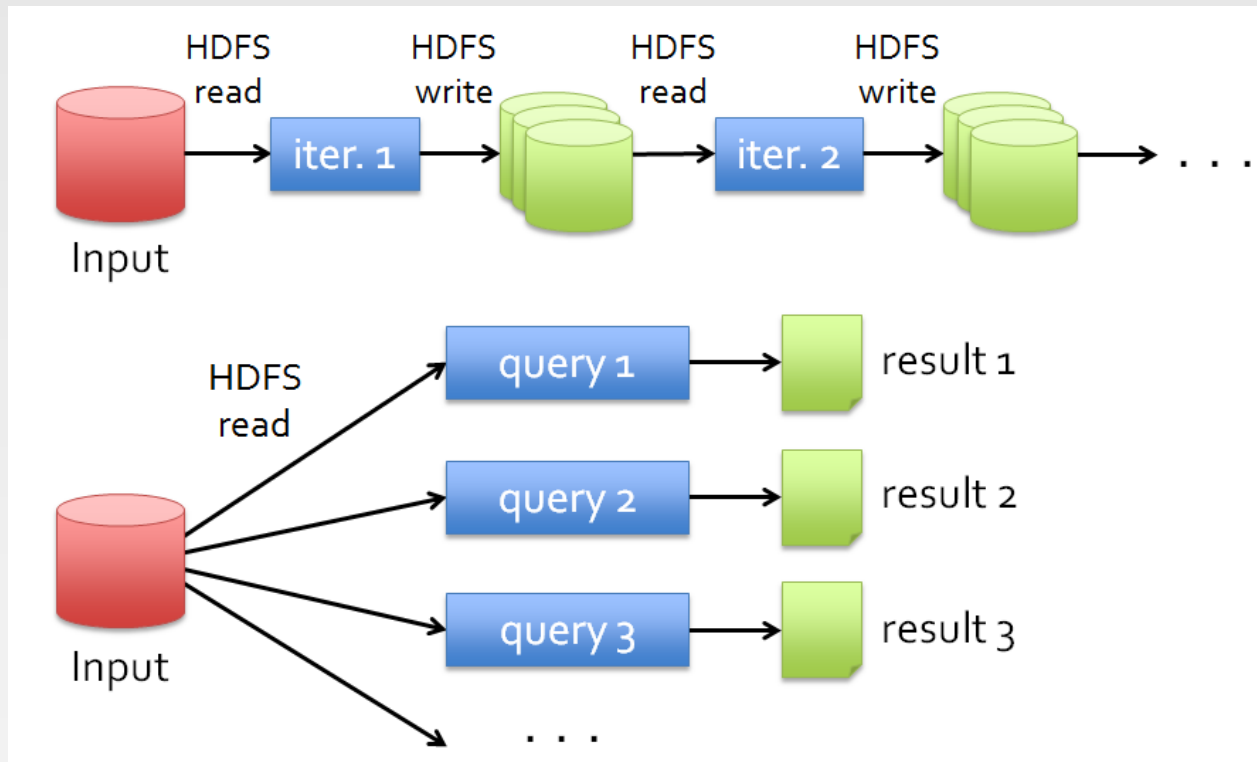 HDFS
read
HDFS
write
HDFS
read
HDFS
write
iter. 1
iter. 2
. . .
Input
HDFS
read
query 1
result 1
query 2
result 2
query 3
result 3
Input
. . .